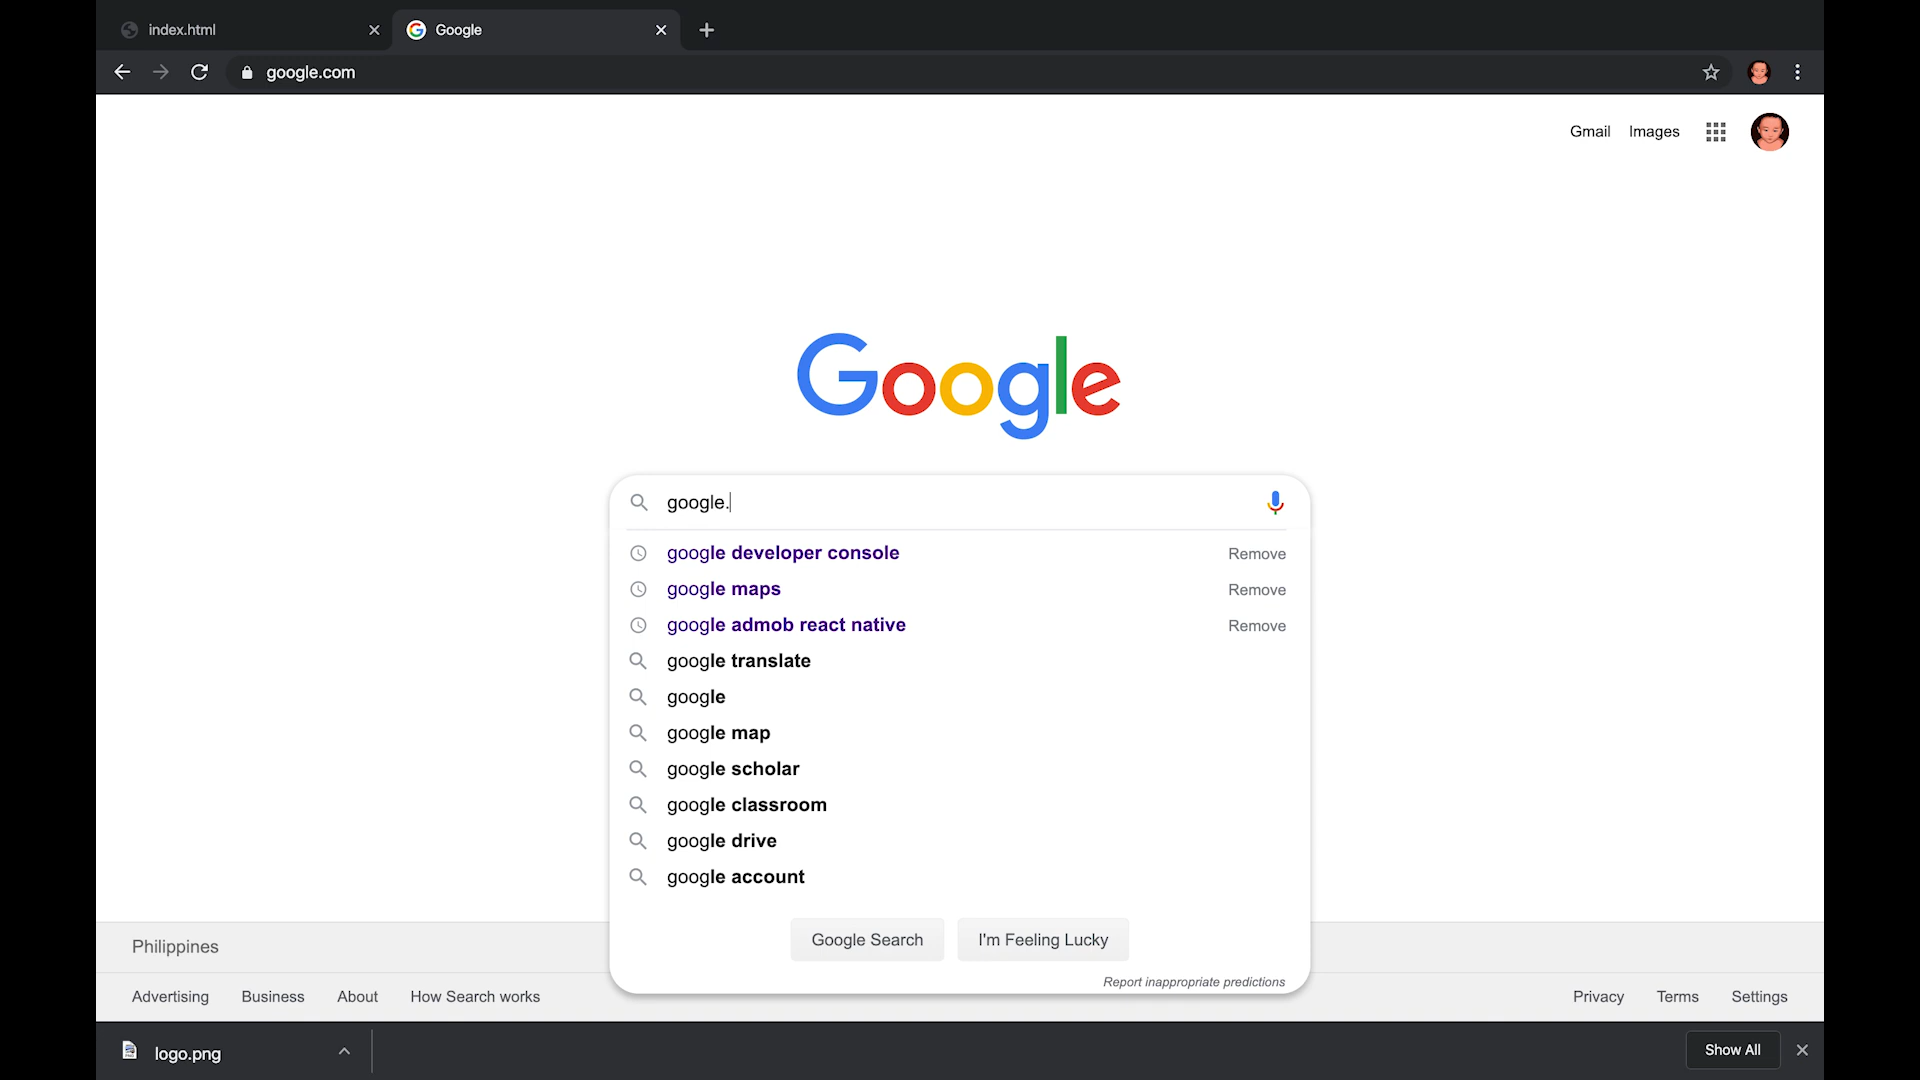 index.html
Google
google.com
Gmail Images
Google
google.
google developer console Remove
google maps Remove
google admob react native Remove
google translate
google
google map
google scholar
google classroom
google drive
google account
Google Search I'm Feeling Lucky
Report inappropriate predictions
Philippines
Advertising Business About How Search works Privacy Terms Settings
logo.png Show All